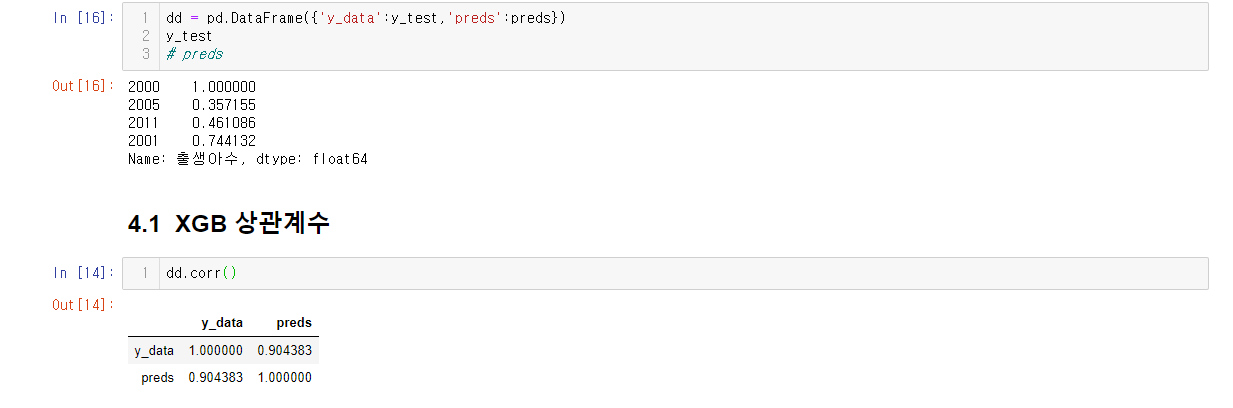 In [16]:
1 dd = pd.DataFrame({'y_data':y_test,'preds':preds})
2 y_test
3 # preds
Out[16]:
2000 1.000000
2005 0.357155
2011 0.461086
2001 0.744132
Name: 출생아수, dtype: float64
4.1 XGB 상관계수
In [14]:
1 dd.corr()
Out[14]:
y_data preds
y_data 1.000000 0.904383
preds 0.904383 1.000000